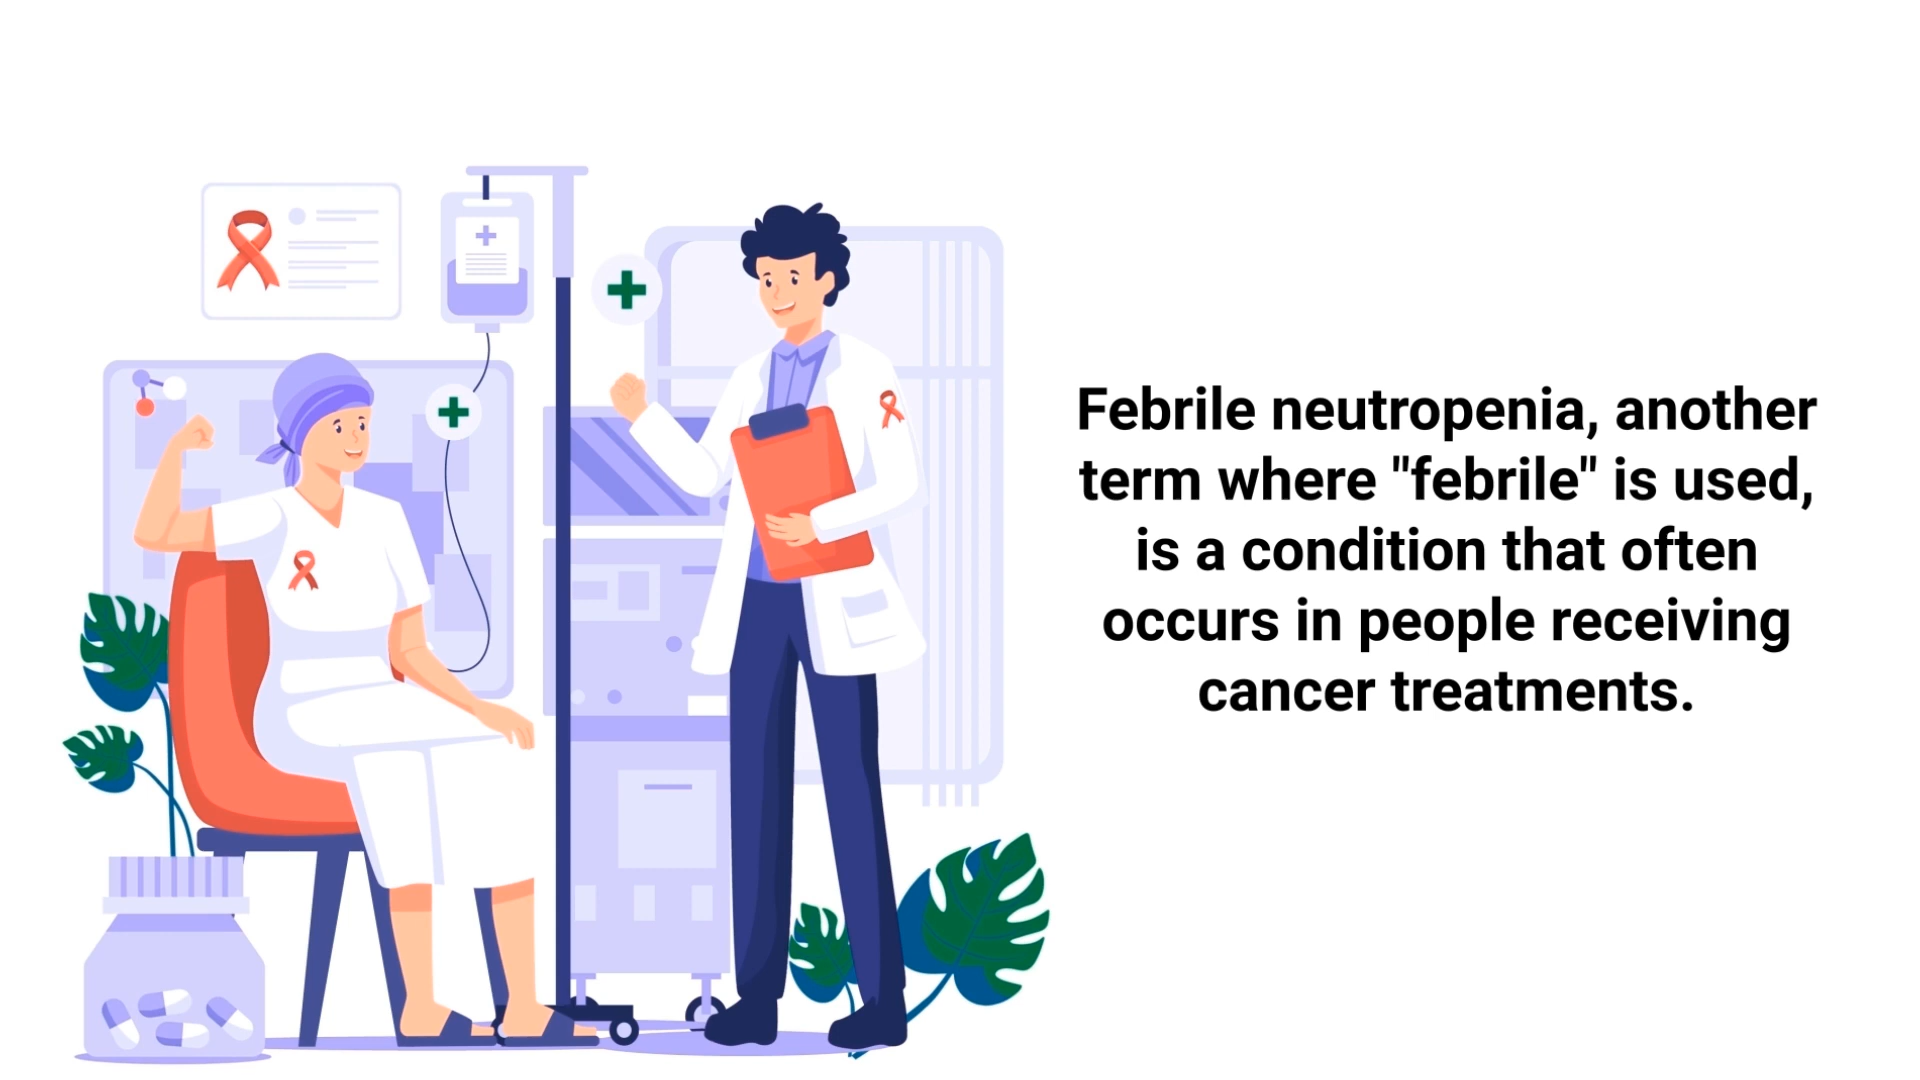 Febrile neutropenia, another
term where "febrile" is used,
is a condition that often
occurs in people receiving
cancer treatments.